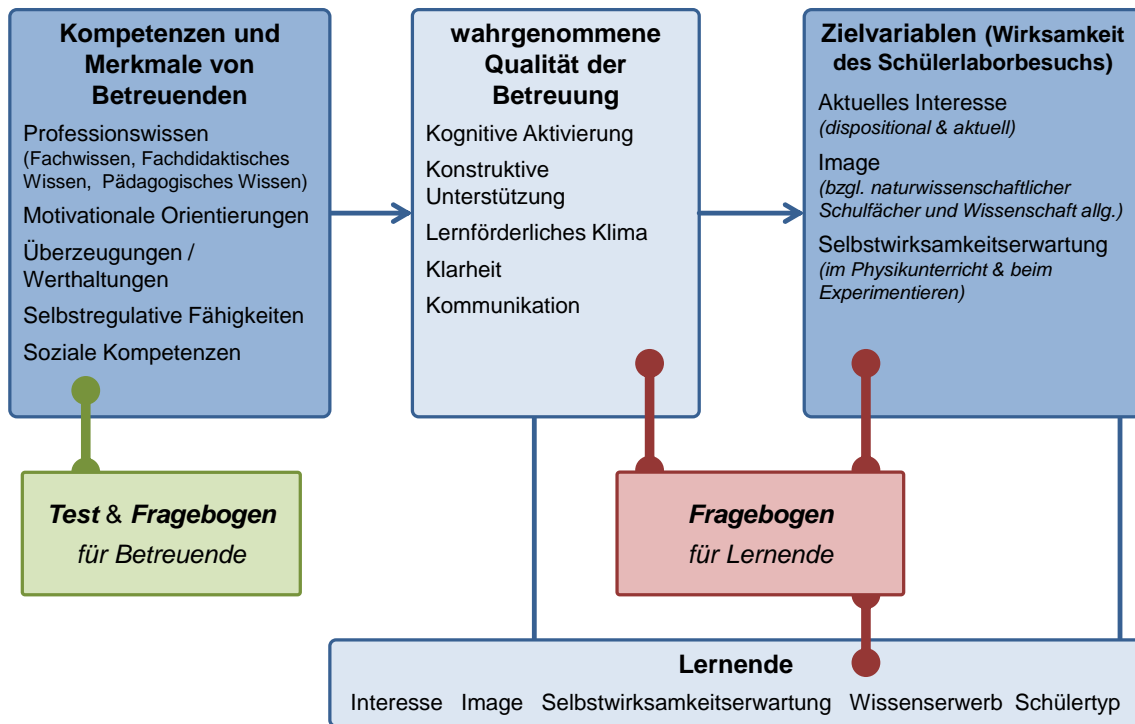 Kompetenzen und
Merkmale von
Betreuenden
Professionswissen
(Fachwissen, Fachdidaktisches
Wissen, Pädagogisches Wissen)
Motivationale Orientierungen
Überzeugungen /
Werthaltungen
Selbstregulative Fähigkeiten
Soziale Kompetenzen
wahrgenommene
Qualität der
Betreuung
Kognitive Aktivierung
Konstruktive
Unterstützung
Lernförderliches Klima
Klarheit
Kommunikation
Zielvariablen (Wirksamkeit
des Schülerlaborbesuchs)
Aktuelles Interesse
(dispositional & aktuell)
Image
(bzgl. naturwissenschaftlicher
Schulfächer und Wissenschaft allg.)
Selbstwirksamkeitserwartung
(im Physikunterricht & beim
Experimentieren)
Test & Fragebogen
für Betreuende
Fragebogen
für Lernende
Lernende
Interesse Image Selbstwirksamkeitserwartung Wissenserwerb Schülertyp